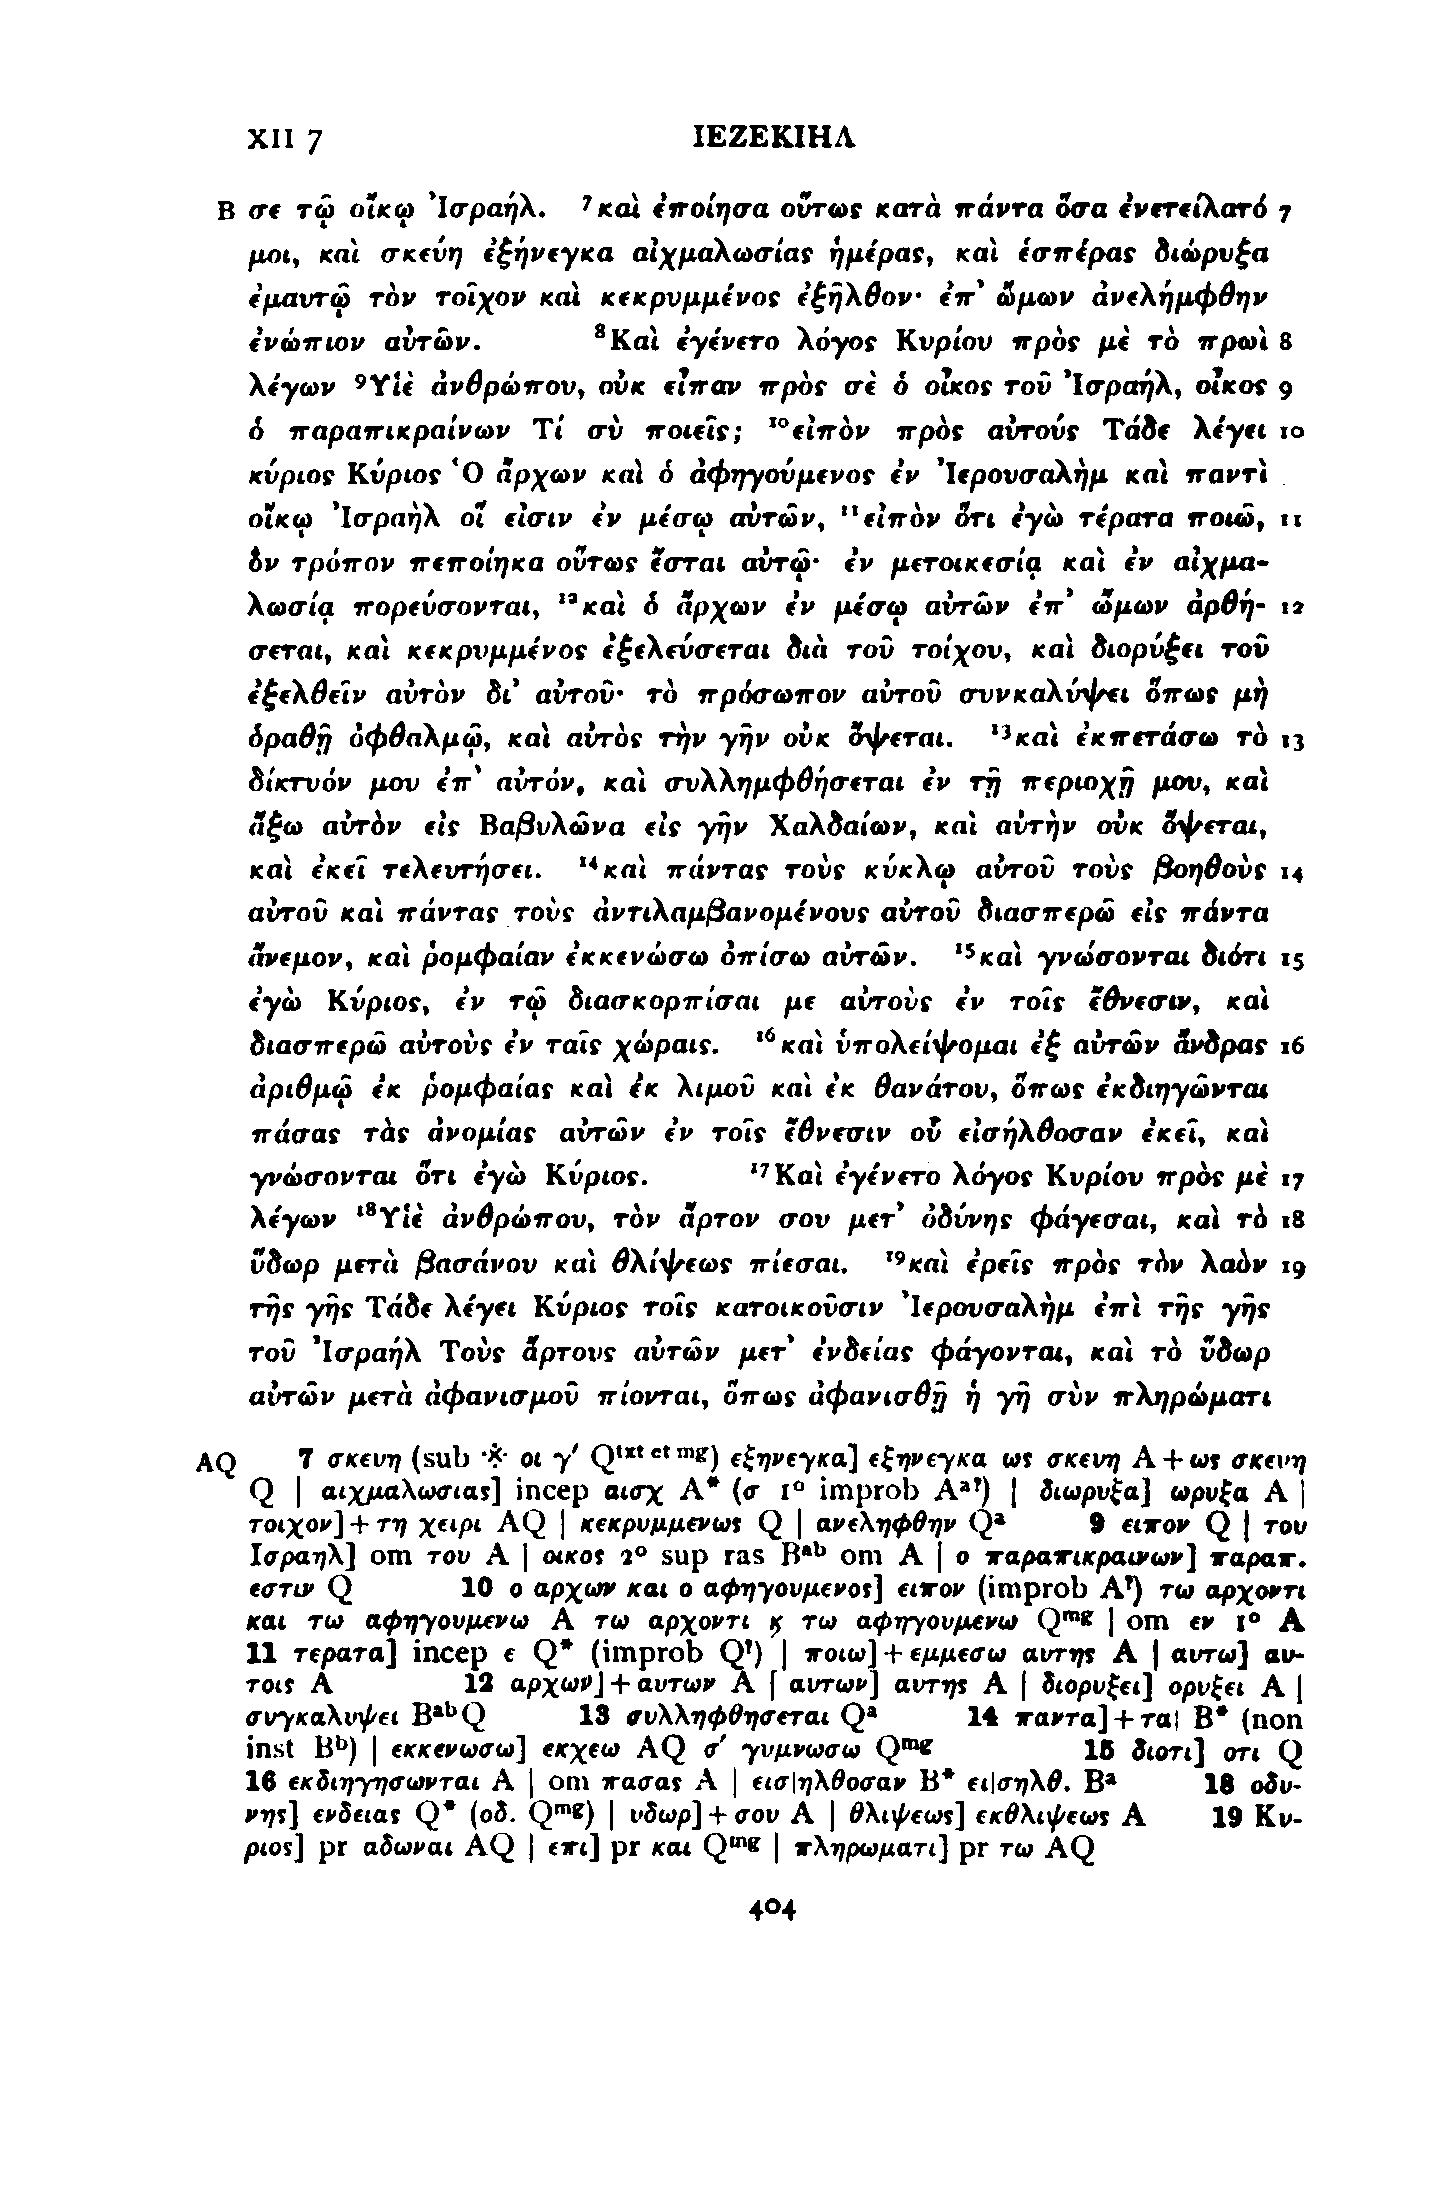 XII 7 ΙΕΖΕΚΙΗΛ
B σε τῷ οἴκῳ Ἰσραήλ. ⁷καὶ ἐποίησα οὕτως κατὰ πάντα ὅσα ἐνετείλατό 7
μοι, καὶ σκεύη ἐξήνεγκα αἰχμαλωσίας ἡμέρας, καὶ ἑσπέρας διώρυξα
ἐμαυτῷ τὸν τοῖχον καὶ κεκρυμμένος ἐξῆλθον· ἐπ᾽ ὤμων ἀνελήμφθην
ἐνώπιον αὐτῶν. ⁸Καὶ ἐγένετο λόγος Κυρίου πρὸς μὲ τὸ πρωὶ 8
λέγων ⁹Υἱὲ ἀνθρώπου, οὐκ εἶπαν πρὸς σὲ ὁ οἶκος τοῦ Ἰσραήλ, οἶκος 9
ὁ παραπικραίνων Τί σὺ ποιεῖς; ¹⁰εἰπὸν πρὸς αὐτούς Τάδε λέγει 10
κύριος Κύριος Ὁ ἄρχων καὶ ὁ ἀφηγούμενος ἐν Ἰερουσαλὴμ καὶ παντὶ
οἴκῳ Ἰσραὴλ οἵ εἰσιν ἐν μέσῳ αὐτῶν, ¹¹εἰπὸν ὅτι ἐγὼ τέρατα ποιῶ, 11
ὃν τρόπον πεποίηκα οὕτως ἔσται αὐτῷ· ἐν μετοικεσίᾳ καὶ ἐν αἰχμα-
λωσίᾳ πορεύσονται, ¹²καὶ ὁ ἄρχων ἐν μέσῳ αὐτῶν ἐπ᾽ ὤμων ἀρθή- 12
σεται, καὶ κεκρυμμένος ἐξελεύσεται διὰ τοῦ τοίχου, καὶ διορύξει τοῦ
ἐξελθεῖν αὐτὸν δι᾽ αὐτοῦ· τὸ πρόσωπον αὐτοῦ συνκαλύψει ὅπως μὴ
ὁραθῇ ὀφθαλμῷ, καὶ αὐτὸς τὴν γῆν οὐκ ὄψεται. ¹³καὶ ἐκπετάσω τὸ 13
δίκτυόν μου ἐπ᾽ αὐτόν, καὶ συλλημφθήσεται ἐν τῇ περιοχῇ μου, καὶ
ἄξω αὐτὸν εἰς Βαβυλῶνα εἰς γῆν Χαλδαίων, καὶ αὐτὴν οὐκ ὄψεται,
καὶ ἐκεῖ τελευτήσει. ¹⁴καὶ πάντας τοὺς κύκλῳ αὐτοῦ τοὺς βοηθοὺς 14
αὐτοῦ καὶ πάντας τοὺς ἀντιλαμβανομένους αὐτοῦ διασπερῶ εἰς πάντα
ἄνεμον, καὶ ῥομφαίαν ἐκκενώσω ὀπίσω αὐτῶν. ¹⁵καὶ γνώσονται διότι 15
ἐγὼ Κύριος, ἐν τῷ διασκορπίσαι με αὐτοὺς ἐν τοῖς ἔθνεσιν, καὶ
διασπερῶ αὐτοὺς ἐν ταῖς χώραις. ¹⁶καὶ ὑπολείψομαι ἐξ αὐτῶν ἄνδρας 16
ἀριθμῷ ἐκ ῥομφαίας καὶ ἐκ λιμοῦ καὶ ἐκ θανάτου, ὅπως ἐκδιηγῶνται
πάσας τὰς ἀνομίας αὐτῶν ἐν τοῖς ἔθνεσιν οὗ εἰσήλθοσαν ἐκεῖ, καὶ
γνώσονται ὅτι ἐγὼ Κύριος. ¹⁷Καὶ ἐγένετο λόγος Κυρίου πρὸς μὲ 17
λέγων ¹⁸Υἱὲ ἀνθρώπου, τὸν ἄρτον σου μετ᾽ ὀδύνης φάγεσαι, καὶ τὸ 18
ὕδωρ μετὰ βασάνου καὶ θλίψεως πίεσαι. ¹⁹καὶ ἐρεῖς πρὸς τὸν λαὸν 19
τῆς γῆς Τάδε λέγει Κύριος τοῖς κατοικοῦσιν Ἰερουσαλὴμ ἐπὶ τῆς γῆς
τοῦ Ἰσραήλ Τοὺς ἄρτους αὐτῶν μετ᾽ ἐνδείας φάγονται, καὶ τὸ ὕδωρ
αὐτῶν μετὰ ἀφανισμοῦ πίονται, ὅπως ἀφανισθῇ ἡ γῆ σὺν πληρώματι
AQ 7 σκευη (sub ※ οι γ′ Qᵗˣᵗ ᵉᵗ ᵐᵍ) εξηνεγκα] εξηνεγκα ως σκευη A + ως σκευη
Q | αιχμαλωσιας] incep αισχ A* (σ 1° improb Aᵃ?) | διωρυξα] ωρυξα A |
τοιχον] + τη χειρι AQ | κεκρυμμενως Q | ανεληφθην Qᵃ 9 ειπον Q | του
Ισραηλ] om του A | οικος 2° sup ras Bᵃᵇ om A | ο παραπικραινων] παραπ.
εστιν Q 10 ο αρχων και ο αφηγουμενος] ειπον (improb A?) τω αρχοντι
και τω αφηγουμενω A τω αρχοντι ϗ τω αφηγουμενω Qᵐᵍ | om εν 1° A
11 τερατα] incep ε Q* (improb Q?) | ποιω] + εμμεσω αυτης A | αυτω] αυ-
τοις A 12 αρχων] + αυτων A | αυτων] αυτης A | διορυξει] ορυξει A |
συγκαλυψει BᵃᵇQ 13 συλληφθησεται Qᵃ 14 παντα] + τα| B* (non
inst Bᵇ) | εκκενωσω] εκχεω AQ σ′ γυμνωσω Qᵐᵍ 15 διοτι] οτι Q
16 εκδιηγησωνται A | om πασας A | εισ|ηλθοσαν B* ει|σηλθ. Bᵃ 18 οδυ-
νης] ενδειας Q* (οδ. Qᵐᵍ) | υδωρ] + σου A | θλιψεως] εκθλιψεως A 19 Κυ-
ριος] pr αδωναι AQ | επι] pr και Qᵐᵍ | πληρωματι] pr τω AQ
404